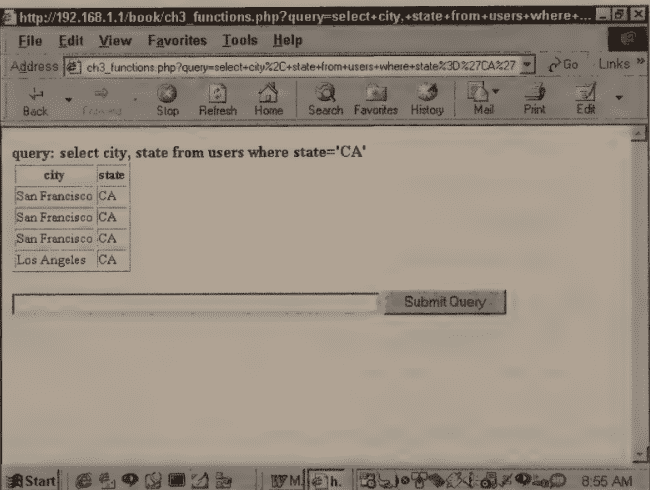 http://192.168.1.1/book/ch3_functions.php?query=select+city,+state+from+users+where+...
File Edit View Favorites Tools Help
Address ch3_functions.php?query=select+city%2C+state+from+users+where+state%3D%27CA%27 Go Links »
Back Forward Stop Refresh Home Search Favorites History Mail Print Edit
query: select city, state from users where state='CA'
city state
San Francisco CA
San Francisco CA
San Francisco CA
Los Angeles CA
Submit Query
Start M. h. 8:55 AM